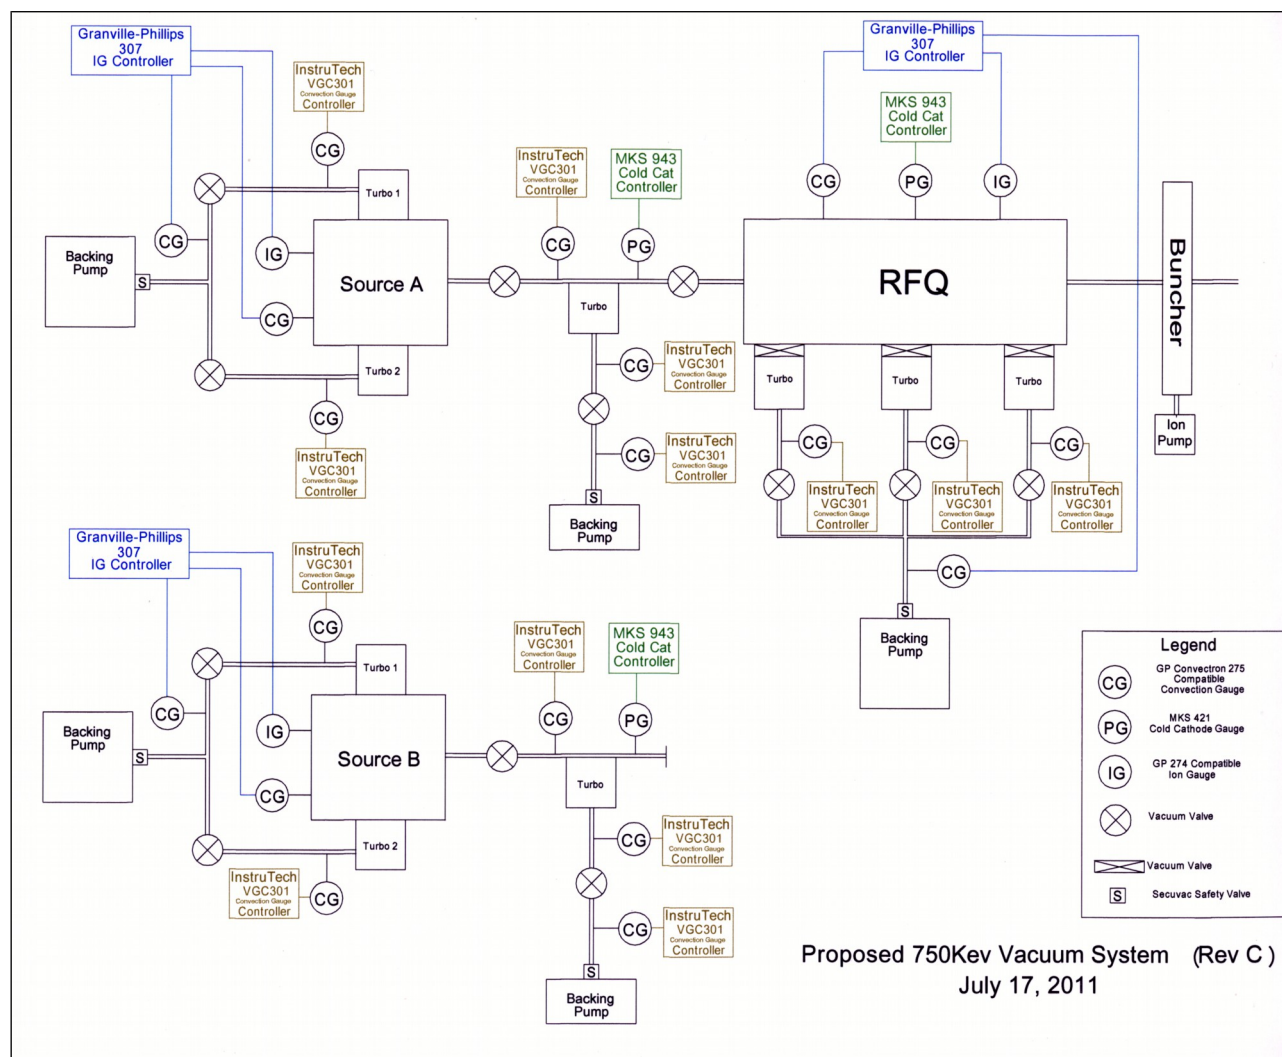 Granville-Phillips
307
IG Controller
InstruTech
VGC301
Convection Gauge
Controller
CG
Turbo 1
CG
IG
Backing
Pump
S
Source A
CG
Turbo 2
CG
InstruTech
VGC301
Convection Gauge
Controller
InstruTech
VGC301
Convection Gauge
Controller
MKS 943
Cold Cat
Controller
CG
PG
Turbo
CG
InstruTech
VGC301
Convection Gauge
Controller
CG
InstruTech
VGC301
Convection Gauge
Controller
S
Backing
Pump
Granville-Phillips
307
IG Controller
MKS 943
Cold Cat
Controller
CG
PG
IG
RFQ
Buncher
Ion
Pump
Turbo
Turbo
Turbo
CG
CG
CG
InstruTech
VGC301
Convection Gauge
Controller
InstruTech
VGC301
Convection Gauge
Controller
InstruTech
VGC301
Convection Gauge
Controller
CG
S
Backing
Pump
Granville-Phillips
307
IG Controller
InstruTech
VGC301
Convection Gauge
Controller
CG
Turbo 1
CG
IG
Backing
Pump
S
Source B
CG
Turbo 2
InstruTech
VGC301
Convection Gauge
Controller
CG
InstruTech
VGC301
Convection Gauge
Controller
MKS 943
Cold Cat
Controller
CG
PG
Turbo
CG
InstruTech
VGC301
Convection Gauge
Controller
CG
InstruTech
VGC301
Convection Gauge
Controller
S
Backing
Pump
Legend
CG
GP Convectron 275
Compatible
Convection Gauge
PG
MKS 421
Cold Cathode Gauge
IG
GP 274 Compatible
Ion Gauge
Vacuum Valve
Vacuum Valve
S
Secuvac Safety Valve
Proposed 750Kev Vacuum System (Rev C )
July 17, 2011